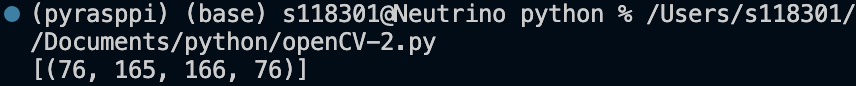 (pyrasppi) (base) s118301@Neutrino python % /Users/s118301/
/Documents/python/openCV-2.py
[(76, 165, 166, 76)]